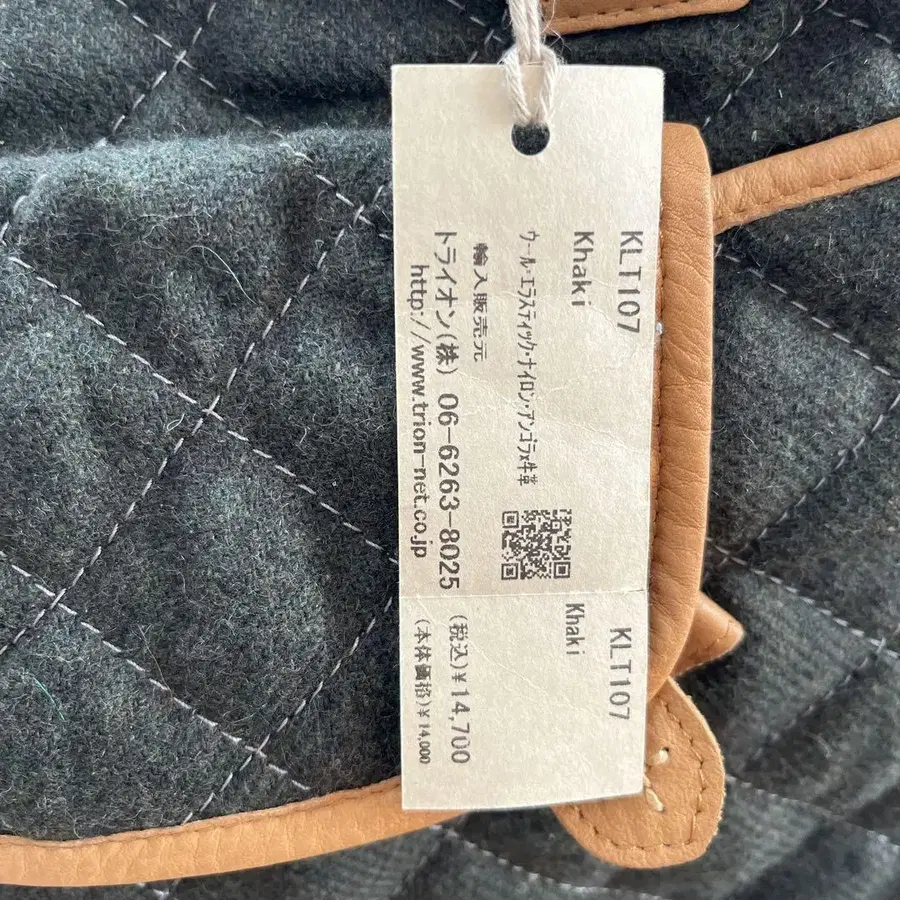 KLT107
Khaki
ウール・エラスティック・ナイロン・アンゴラx牛革
輸入販売元
トライオン(株) 06-6263-8025
http://www.trion-net.co.jp
KLT107
Khaki
(税込)¥14,700
(本体価格)¥14,000